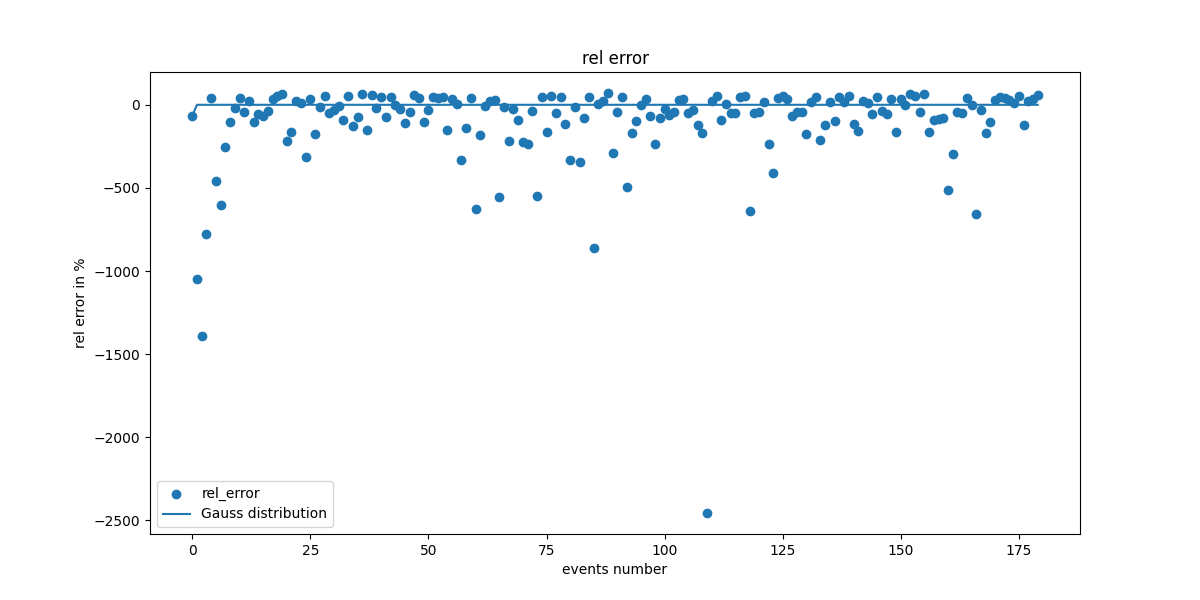 rel error
0
−500
−1000
−1500
−2000
−2500
rel error in %
rel_error
Gauss distribution
0 25 50 75 100 125 150 175
events number